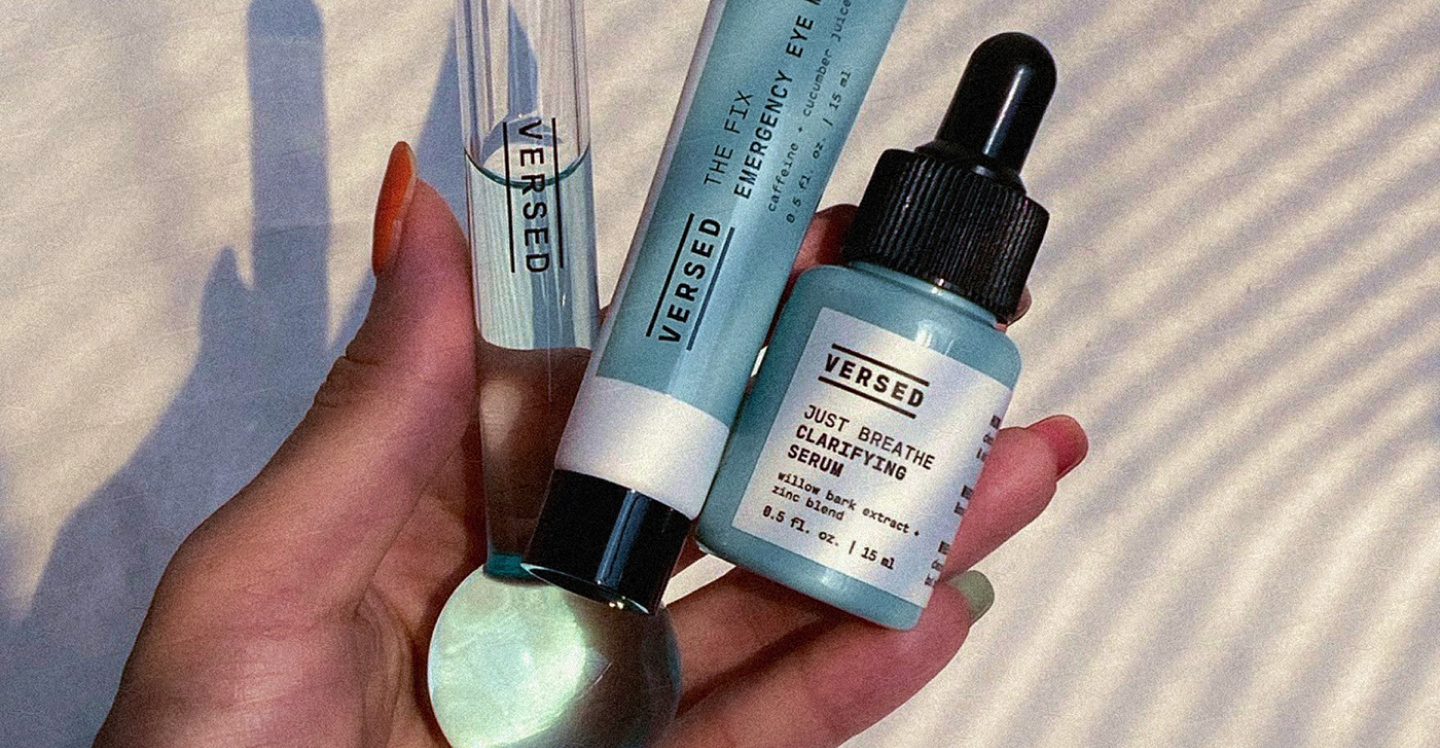 VERSED
VERSED
THE FIX
EMERGENCY EYE
caffeine + cucumber juice
0.5 fl. oz. | 15 ml
VERSED
JUST BREATHE
CLARIFYING
SERUM
willow bark extract +
zinc blend
0.5 fl. oz. | 15 ml